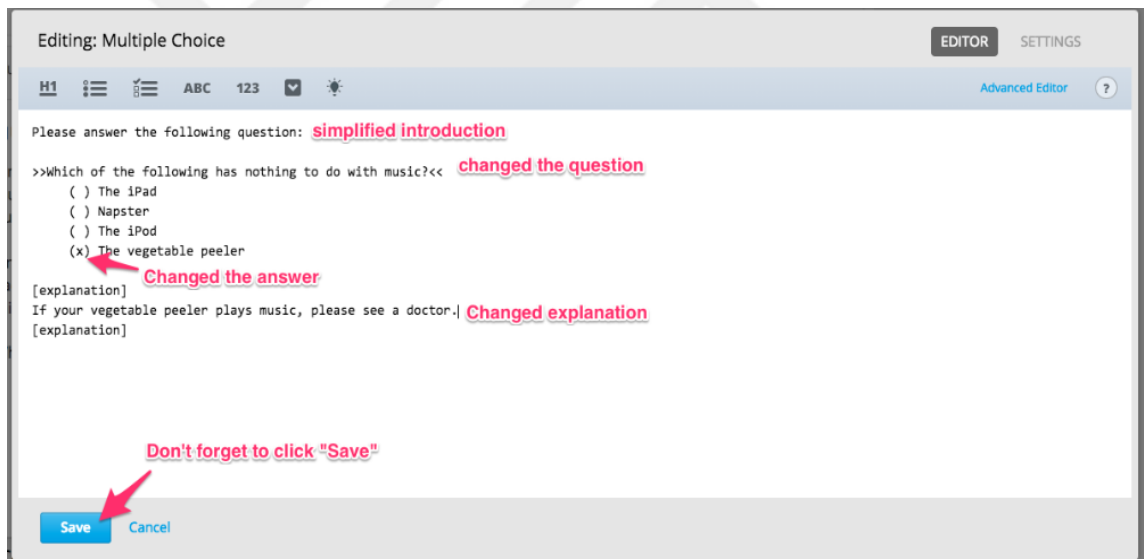 Editing: Multiple Choice EDITOR SETTINGS
H1 ABC 123 Advanced Editor ?
Please answer the following question: simplified introduction
>>Which of the following has nothing to do with music?<< changed the question
( ) The iPad
( ) Napster
( ) The iPod
(x) The vegetable peeler
Changed the answer
[explanation]
If your vegetable peeler plays music, please see a doctor. Changed explanation
[explanation]
Don't forget to click "Save"
Save Cancel